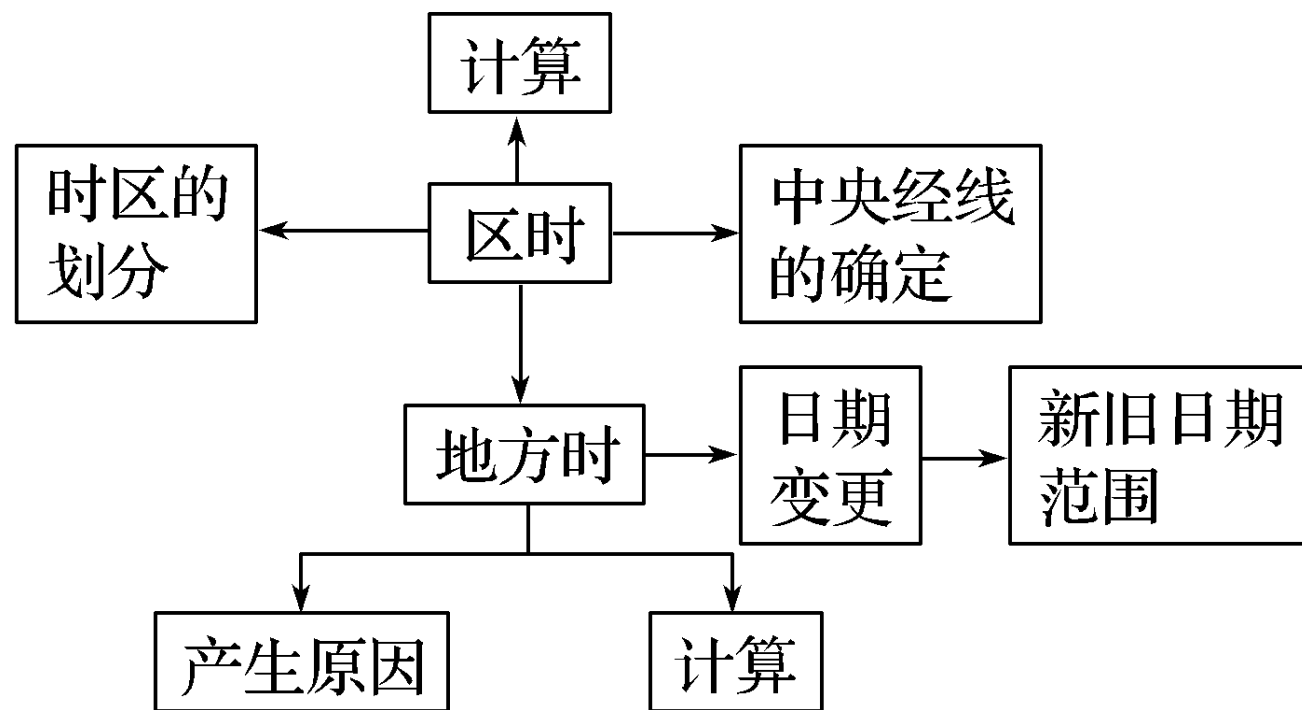 计算
时区的
划分
区时
中央经线
的确定
地方时
日期
变更
新旧日期
范围
产生原因
计算